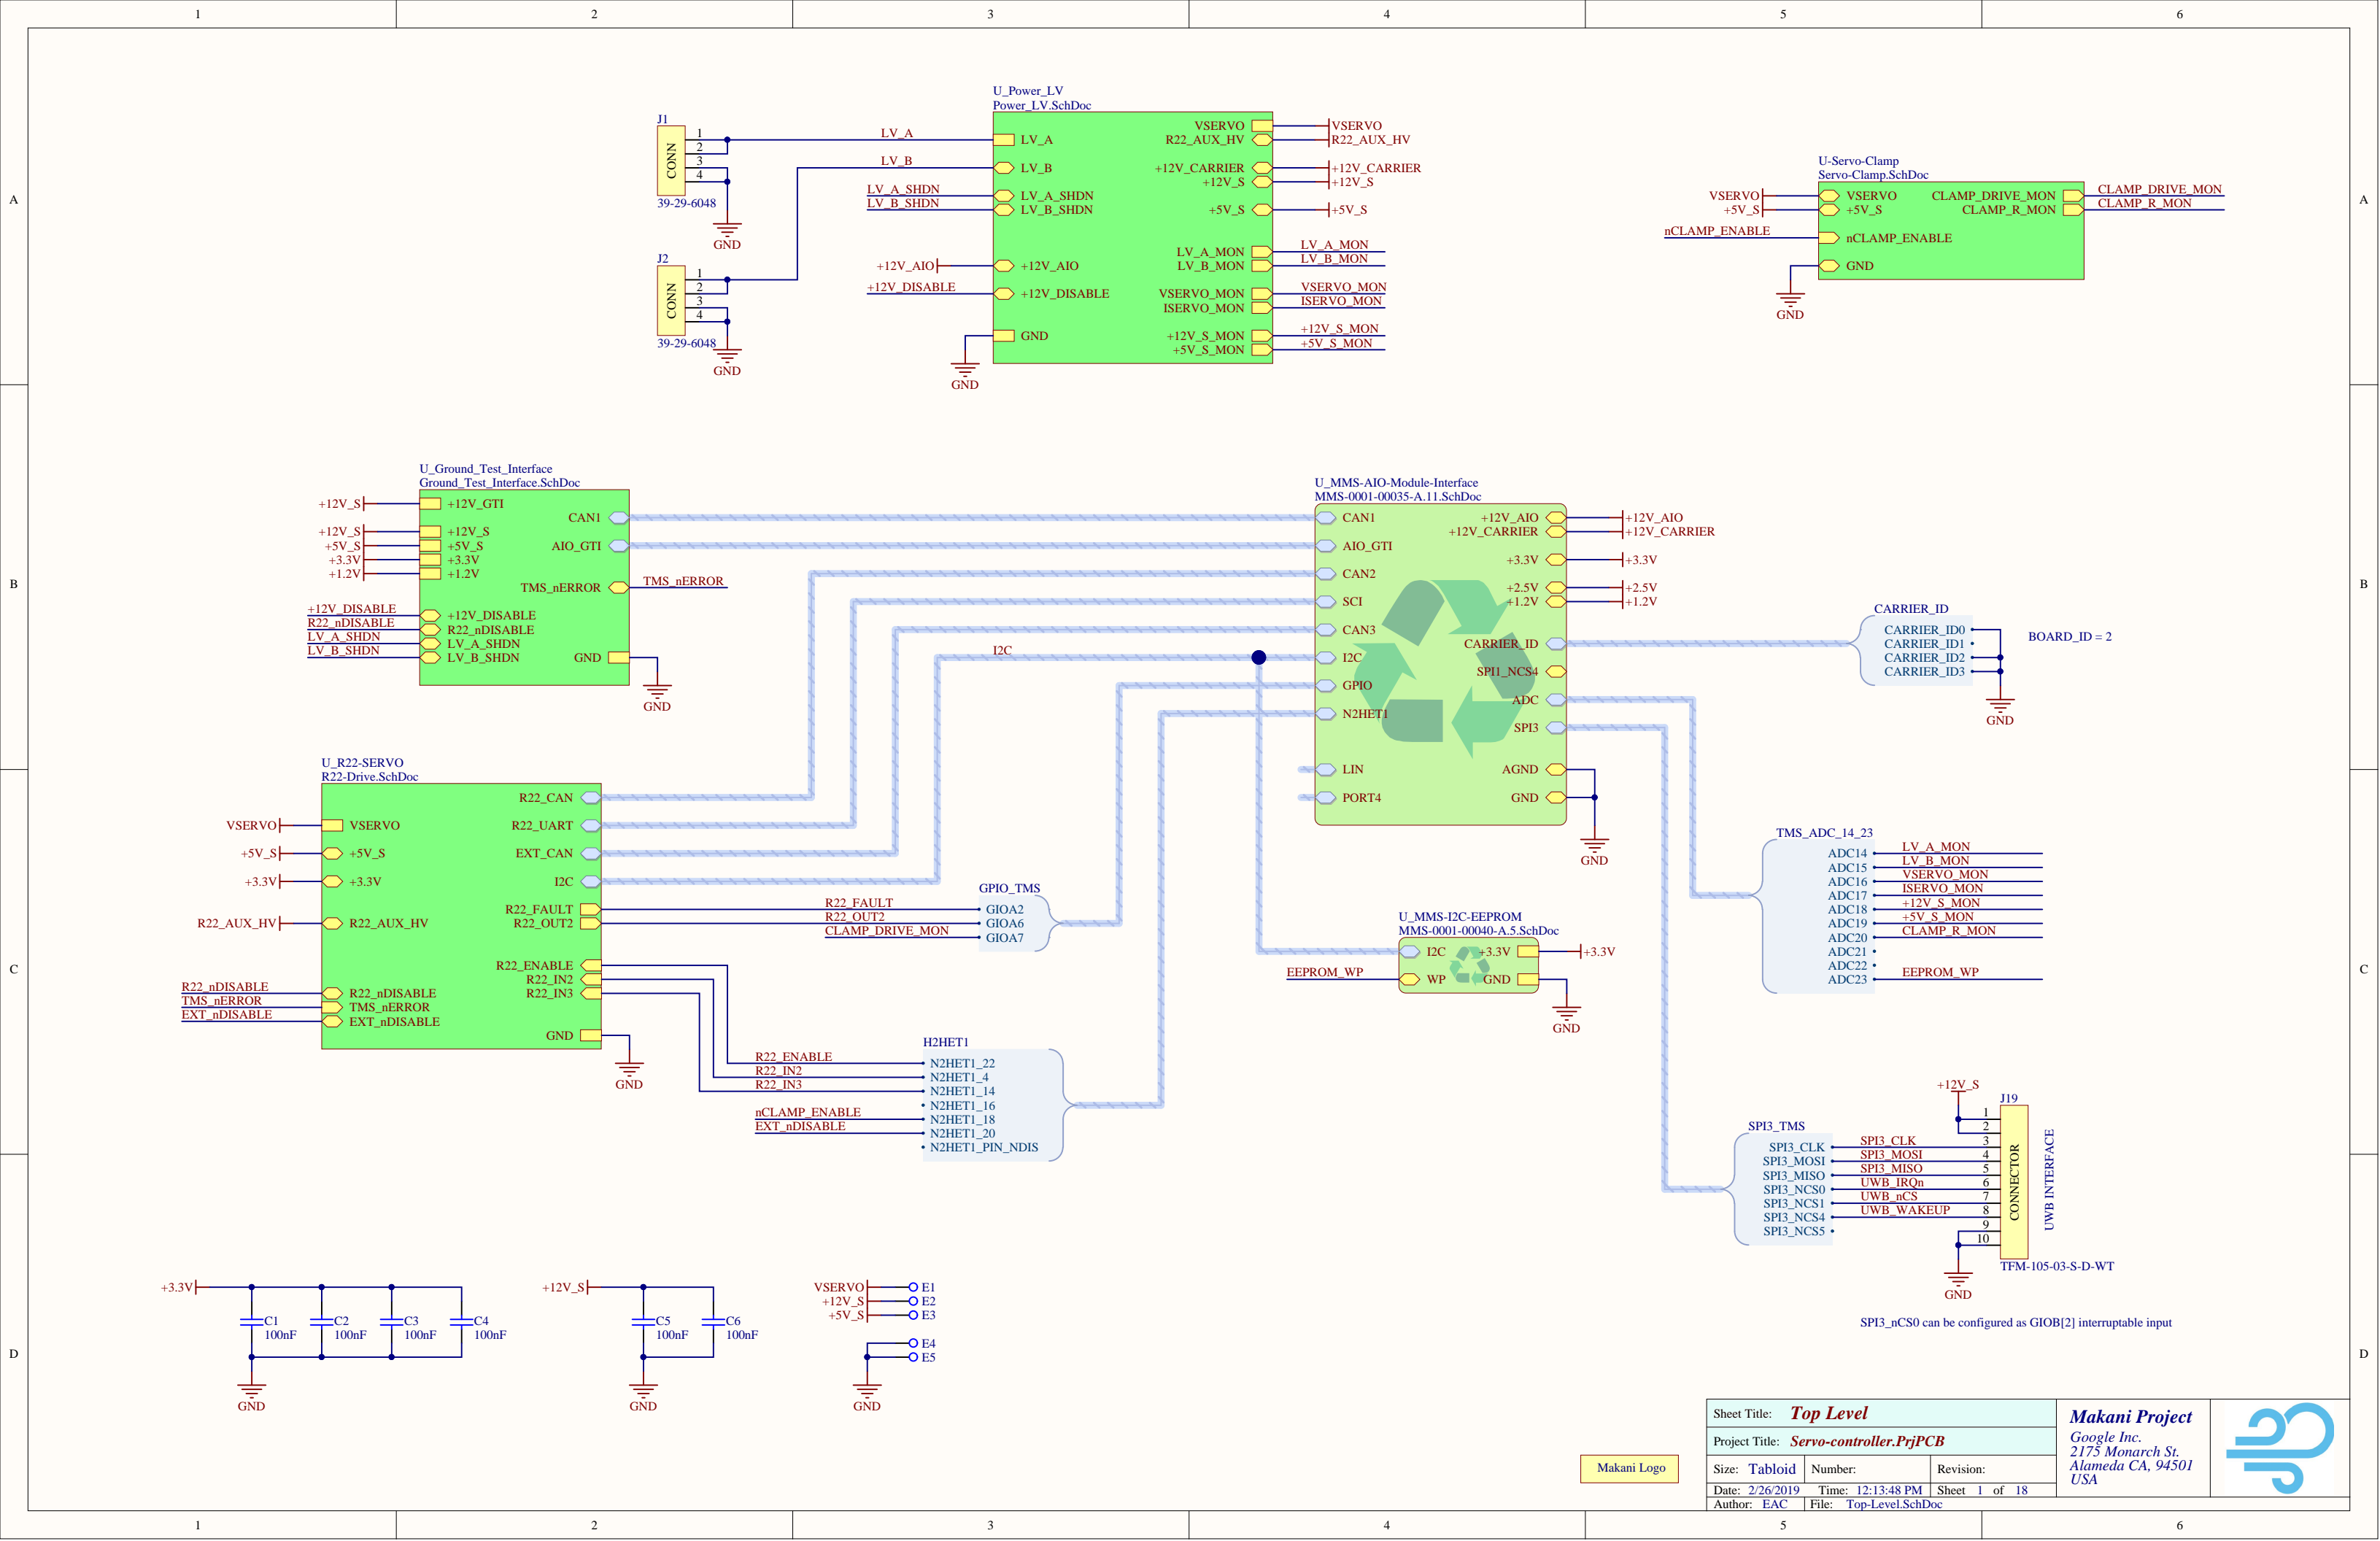 1 2 3 4 5 6
A
B
C
D
J1
CONN
1
2
3
4
39-29-6048
GND
J2
CONN
1
2
3
4
39-29-6048
GND
LV_A
LV_B
LV_A_SHDN
LV_B_SHDN
+12V_AIO
+12V_DISABLE
GND
U_Power_LV
Power_LV.SchDoc
LV_A
LV_B
LV_A_SHDN
LV_B_SHDN
+12V_AIO
+12V_DISABLE
GND
VSERVO
R22_AUX_HV
+12V_CARRIER
+12V_S
+5V_S
LV_A_MON
LV_B_MON
VSERVO_MON
ISERVO_MON
+12V_S_MON
+5V_S_MON
VSERVO
R22_AUX_HV
+12V_CARRIER
+12V_S
+5V_S
LV_A_MON
LV_B_MON
VSERVO_MON
ISERVO_MON
+12V_S_MON
+5V_S_MON
U-Servo-Clamp
Servo-Clamp.SchDoc
VSERVO
+5V_S
nCLAMP_ENABLE
GND
VSERVO
+5V_S
nCLAMP_ENABLE
GND
CLAMP_DRIVE_MON
CLAMP_R_MON
CLAMP_DRIVE_MON
CLAMP_R_MON
U_Ground_Test_Interface
Ground_Test_Interface.SchDoc
+12V_S
+12V_S
+5V_S
+3.3V
+1.2V
+12V_DISABLE
R22_nDISABLE
LV_A_SHDN
LV_B_SHDN
+12V_GTI
+12V_S
+5V_S
+3.3V
+1.2V
+12V_DISABLE
R22_nDISABLE
LV_A_SHDN
LV_B_SHDN
CAN1
AIO_GTI
TMS_nERROR
GND
TMS_nERROR
GND
I2C
U_MMS-AIO-Module-Interface
MMS-0001-00035-A.11.SchDoc
CAN1
AIO_GTI
CAN2
SCI
CAN3
I2C
GPIO
N2HET1
LIN
PORT4
+12V_AIO
+12V_CARRIER
+3.3V
+2.5V
+1.2V
CARRIER_ID
SPI1_NCS4
ADC
SPI3
AGND
GND
+12V_AIO
+12V_CARRIER
+3.3V
+2.5V
+1.2V
GND
CARRIER_ID
CARRIER_ID0
CARRIER_ID1
CARRIER_ID2
CARRIER_ID3
BOARD_ID = 2
GND
U_R22-SERVO
R22-Drive.SchDoc
VSERVO
+5V_S
+3.3V
R22_AUX_HV
R22_nDISABLE
TMS_nERROR
EXT_nDISABLE
VSERVO
+5V_S
+3.3V
R22_AUX_HV
R22_nDISABLE
TMS_nERROR
EXT_nDISABLE
R22_CAN
R22_UART
EXT_CAN
I2C
R22_FAULT
R22_OUT2
R22_ENABLE
R22_IN2
R22_IN3
GND
GND
R22_FAULT
R22_OUT2
CLAMP_DRIVE_MON
GPIO_TMS
GIOA2
GIOA6
GIOA7
H2HET1
R22_ENABLE
R22_IN2
R22_IN3
nCLAMP_ENABLE
EXT_nDISABLE
N2HET1_22
N2HET1_4
N2HET1_14
N2HET1_16
N2HET1_18
N2HET1_20
N2HET1_PIN_NDIS
U_MMS-I2C-EEPROM
MMS-0001-00040-A.5.SchDoc
EEPROM_WP
I2C
WP
+3.3V
GND
+3.3V
GND
TMS_ADC_14_23
ADC14
ADC15
ADC16
ADC17
ADC18
ADC19
ADC20
ADC21
ADC22
ADC23
LV_A_MON
LV_B_MON
VSERVO_MON
ISERVO_MON
+12V_S_MON
+5V_S_MON
CLAMP_R_MON
EEPROM_WP
SPI3_TMS
SPI3_CLK
SPI3_MOSI
SPI3_MISO
SPI3_NCS0
SPI3_NCS1
SPI3_NCS4
SPI3_NCS5
SPI3_CLK
SPI3_MOSI
SPI3_MISO
UWB_IRQn
UWB_nCS
UWB_WAKEUP
+12V_S
J19
1
2
3
4
5
6
7
8
9
10
CONNECTOR
UWB INTERFACE
TFM-105-03-S-D-WT
GND
SPI3_nCS0 can be configured as GIOB[2] interruptable input
+3.3V
C1
100nF
C2
100nF
C3
100nF
C4
100nF
GND
+12V_S
C5
100nF
C6
100nF
GND
VSERVO
+12V_S
+5V_S
E1
E2
E3
E4
E5
GND
Makani Logo
Sheet Title: Top Level
Project Title: Servo-controller.PrjPCB
Size: Tabloid Number: Revision:
Date: 2/26/2019 Time: 12:13:48 PM Sheet 1 of 18
Author: EAC File: Top-Level.SchDoc
Makani Project
Google Inc.
2175 Monarch St.
Alameda CA, 94501
USA
A
B
C
D
1 2 3 4 5 6